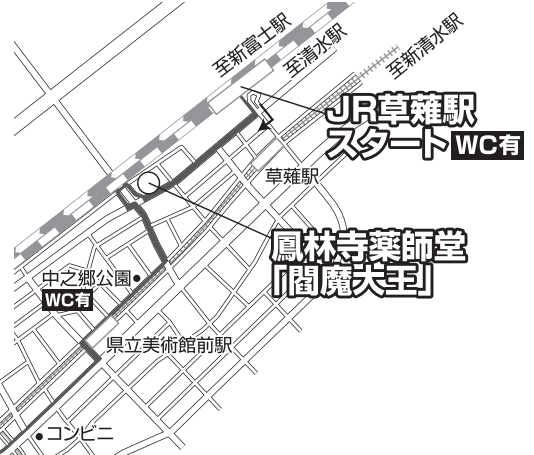 至新富士駅
至清水駅
至新清水駅
JR草薙駅
スタート WC有
草薙駅
鳳林寺薬師堂
「閻魔大王」
中之郷公園
WC有
県立美術館前駅
コンビニ